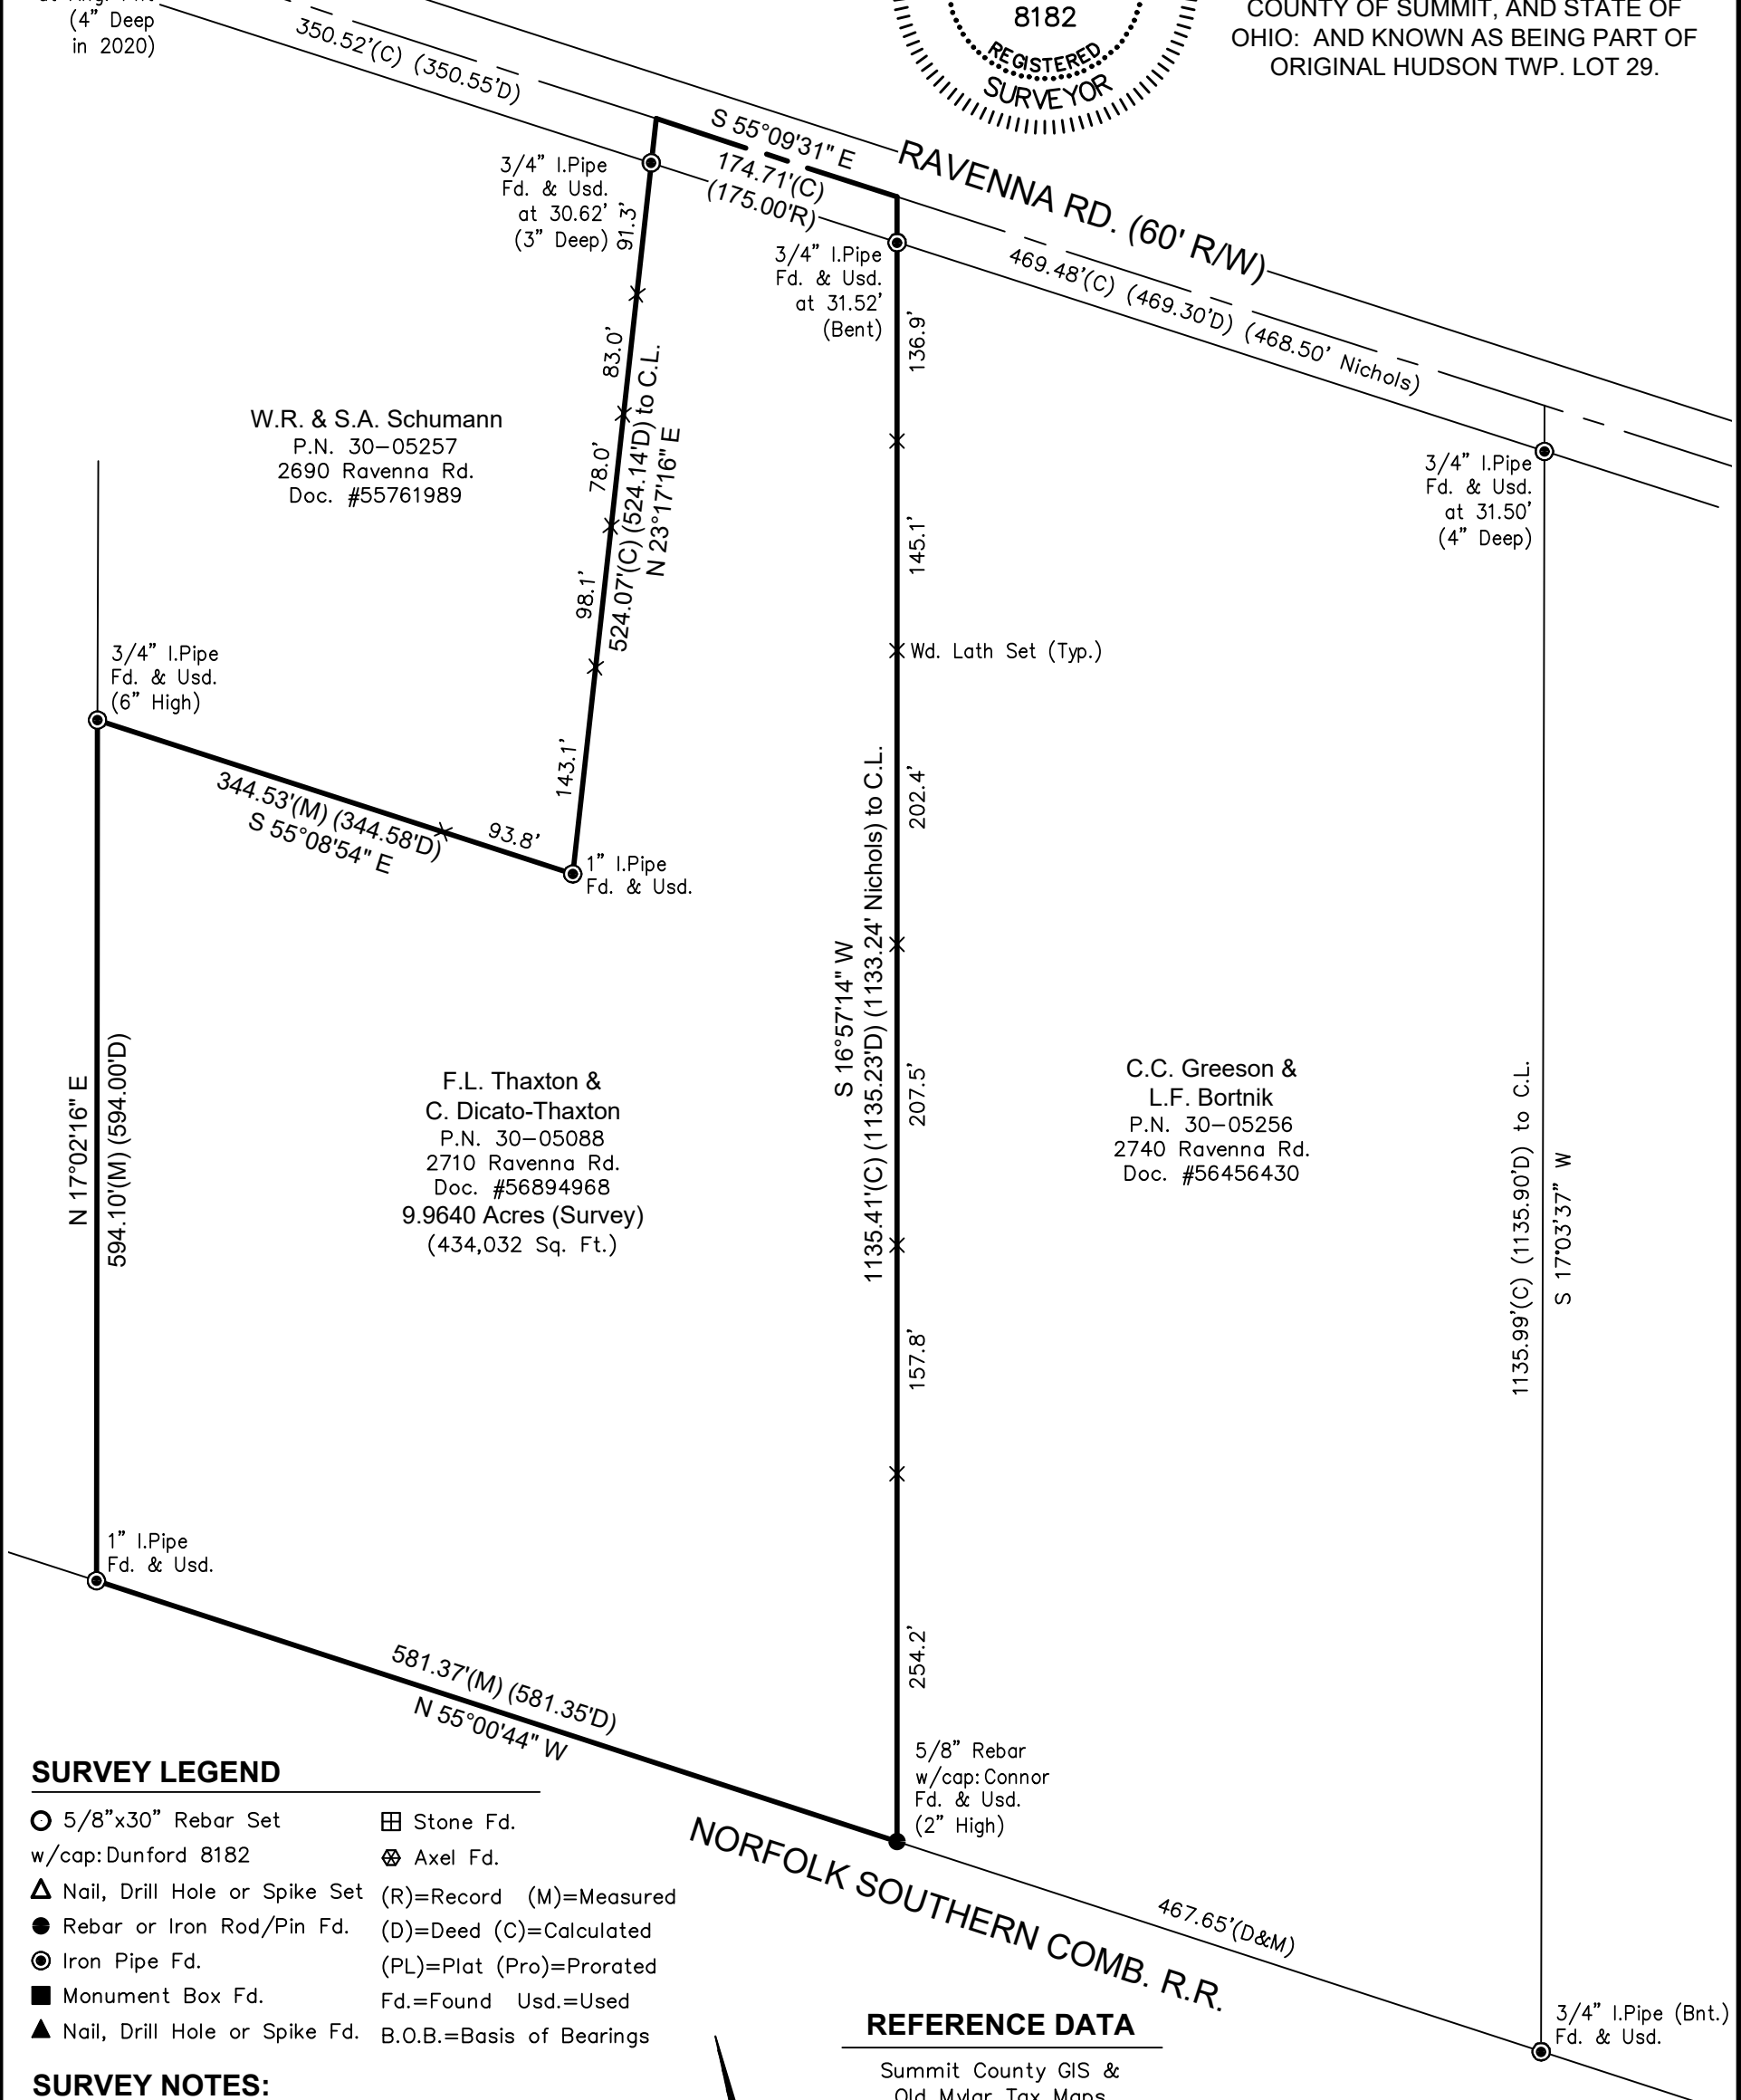 (4” Deep
in 2020)
350.52’(C) (350.55’D)
8182
REGISTERED
SURVEYOR
COUNTY OF SUMMIT, AND STATE OF
OHIO: AND KNOWN AS BEING PART OF
ORIGINAL HUDSON TWP. LOT 29.
S 55°09'31" E
174.71'(C)
(175.00'R)
RAVENNA RD. (60' R/W)
469.48’(C) (469.30’D) (468.50’ Nichols)
3/4” I.Pipe
Fd. & Usd.
at 30.62’
(3” Deep)
91.3’
3/4” I.Pipe
Fd. & Usd.
at 31.52’
(Bent)
136.9’
83.0’
78.0’
98.1’
143.1’
524.07'(C) (524.14'D) to C.L.
N 23°17'16" E
W.R. & S.A. Schumann
P.N. 30–05257
2690 Ravenna Rd.
Doc. #55761989
3/4” I.Pipe
Fd. & Usd.
at 31.50’
(4” Deep)
145.1’
Wd. Lath Set (Typ.)
3/4” I.Pipe
Fd. & Usd.
(6” High)
344.53'(M) (344.58'D)
S 55°08'54" E
93.8’
1” I.Pipe
Fd. & Usd.
202.4’
S 16°57'14" W
1135.41'(C) (1135.23'D) (1133.24' Nichols) to C.L.
207.5’
N 17°02'16" E
594.10'(M) (594.00'D)
F.L. Thaxton &
C. Dicato-Thaxton
P.N. 30–05088
2710 Ravenna Rd.
Doc. #56894968
9.9640 Acres (Survey)
(434,032 Sq. Ft.)
C.C. Greeson &
L.F. Bortnik
P.N. 30–05256
2740 Ravenna Rd.
Doc. #56456430
1135.99’(C) (1135.90’D) to C.L.
S 17°03’37” W
157.8’
1” I.Pipe
Fd. & Usd.
581.37'(M) (581.35'D)
N 55°00'44" W
254.2’
5/8” Rebar
w/cap: Connor
Fd. & Usd.
(2” High)
NORFOLK SOUTHERN COMB. R.R.
467.65’(D&M)
3/4” I.Pipe (Bnt.)
Fd. & Usd.
SURVEY LEGEND
5/8”x30” Rebar Set
w/cap: Dunford 8182
Nail, Drill Hole or Spike Set
Rebar or Iron Rod/Pin Fd.
Iron Pipe Fd.
Monument Box Fd.
Nail, Drill Hole or Spike Fd.
Stone Fd.
Axel Fd.
(R)=Record (M)=Measured
(D)=Deed (C)=Calculated
(PL)=Plat (Pro)=Prorated
Fd.=Found Usd.=Used
B.O.B.=Basis of Bearings
SURVEY NOTES:
REFERENCE DATA
Summit County GIS &
Old Mylar Tax Maps